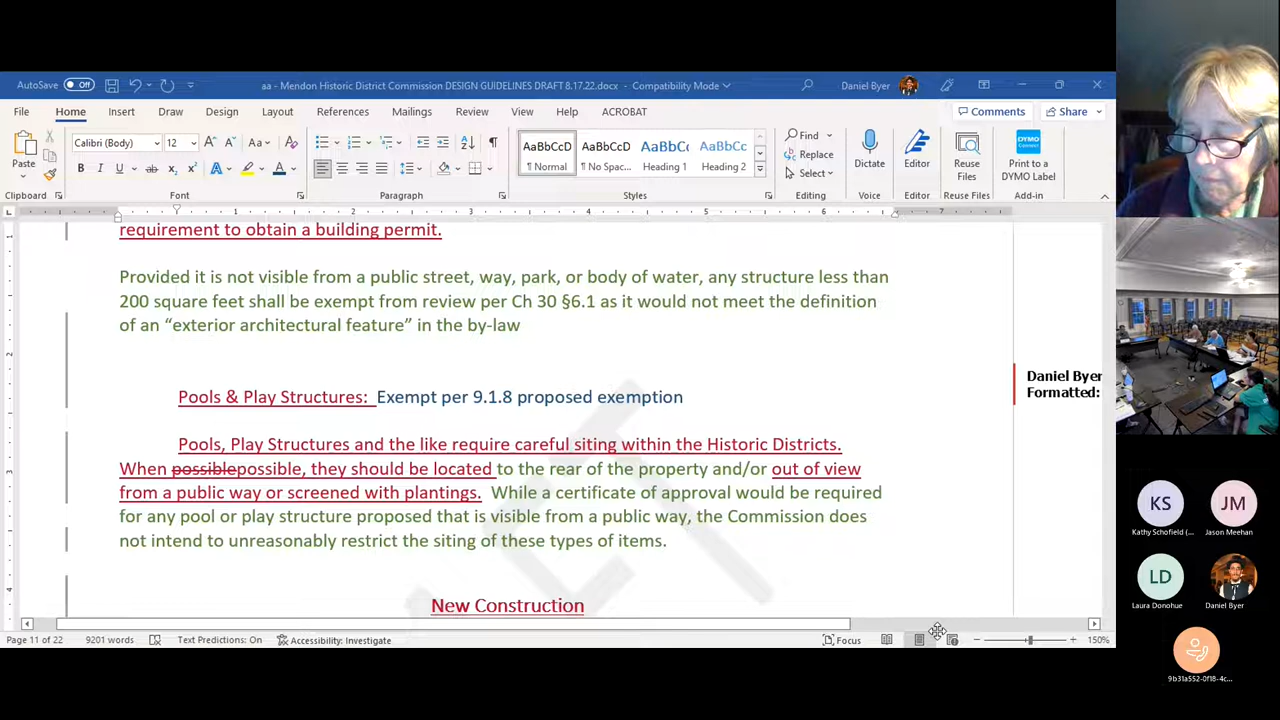 AutoSave Off
aa - Mendon Historic District Commission DESIGN GUIDELINES DRAFT 8.17.22.docx - Compatibility Mode
Daniel Byer
File Home Insert Draw Design Layout References Mailings Review View Help ACROBAT
Comments Share
Paste
Calibri (Body) 12
AaBbCcD AaBbCcD AaBbCc AaBbCc
¶ Normal ¶ No Spac... Heading 1 Heading 2
Find
Replace
Select
Dictate
Editor
Reuse Files
Print to a DYMO Label
Clipboard Font Paragraph Styles Editing Voice Editor Reuse Files Add-in
1 2 3 4 5 6 7
requirement to obtain a building permit.
Provided it is not visible from a public street, way, park, or body of water, any structure less than
200 square feet shall be exempt from review per Ch 30 §6.1 as it would not meet the definition
of an “exterior architectural feature” in the by-law
Pools & Play Structures: Exempt per 9.1.8 proposed exemption
Daniel Byer
Formatted:
Pools, Play Structures and the like require careful siting within the Historic Districts.
When possiblepossible, they should be located to the rear of the property and/or out of view
from a public way or screened with plantings. While a certificate of approval would be required
for any pool or play structure proposed that is visible from a public way, the Commission does
not intend to unreasonably restrict the siting of these types of items.
New Construction
Page 11 of 22 9201 words Text Predictions: On Accessibility: Investigate Focus 150%
KS
Kathy Schofield (...
JM
Jason Meehan
LD
Laura Donohue
Daniel Byer
9b31a552-0f18-4c...